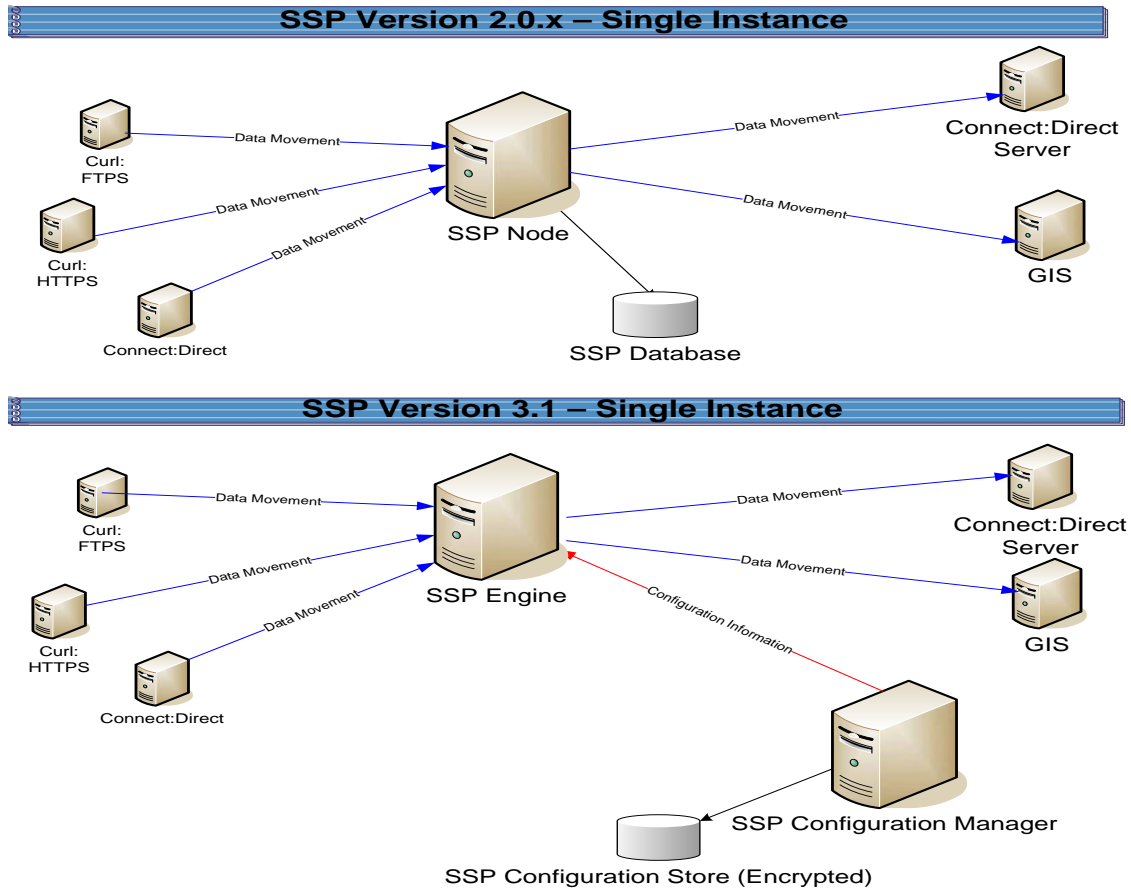 SSP Version 2.0.x – Single Instance
Curl:
FTPS
Data Movement
Curl:
HTTPS
Data Movement
Connect:Direct
Data Movement
SSP Node
Data Movement
Connect:Direct
Server
Data Movement
GIS
SSP Database
SSP Version 3.1 – Single Instance
Curl:
FTPS
Data Movement
Curl:
HTTPS
Data Movement
Connect:Direct
Data Movement
SSP Engine
Data Movement
Connect:Direct
Server
Data Movement
GIS
Configuration Information
SSP Configuration Manager
SSP Configuration Store (Encrypted)